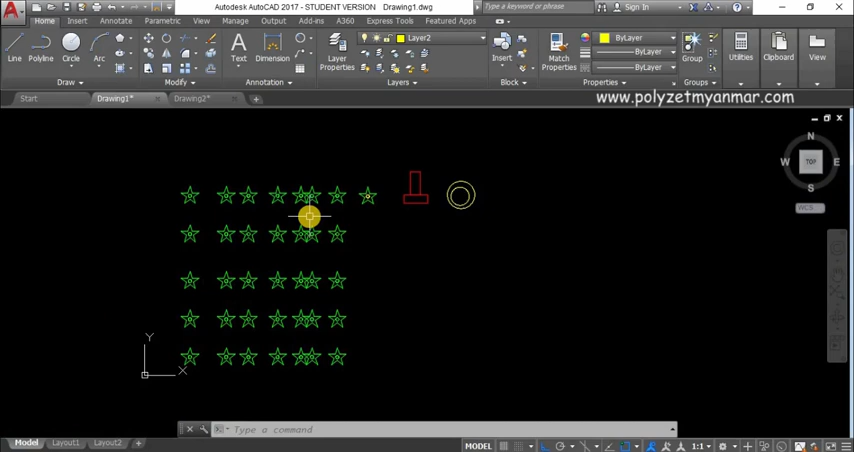 Autodesk AutoCAD 2017 - STUDENT VERSION Drawing1.dwg
Type a keyword or phrase
Sign In
Home Insert Annotate Parametric View Manage Output Add-ins A360 Express Tools Featured Apps
Line Polyline Circle Arc
Text Dimension
Layer Properties
Layer2
Insert
Match Properties
ByLayer
ByLayer
ByLayer
Group
Utilities
Clipboard
View
Draw Modify Annotation Layers Block Properties Groups
Start Drawing1* Drawing2*
www.polyzetmyanmar.com
N
W TOP E
S
WCS
Y
X
Type a command
Model Layout1 Layout2 +
MODEL
1:1